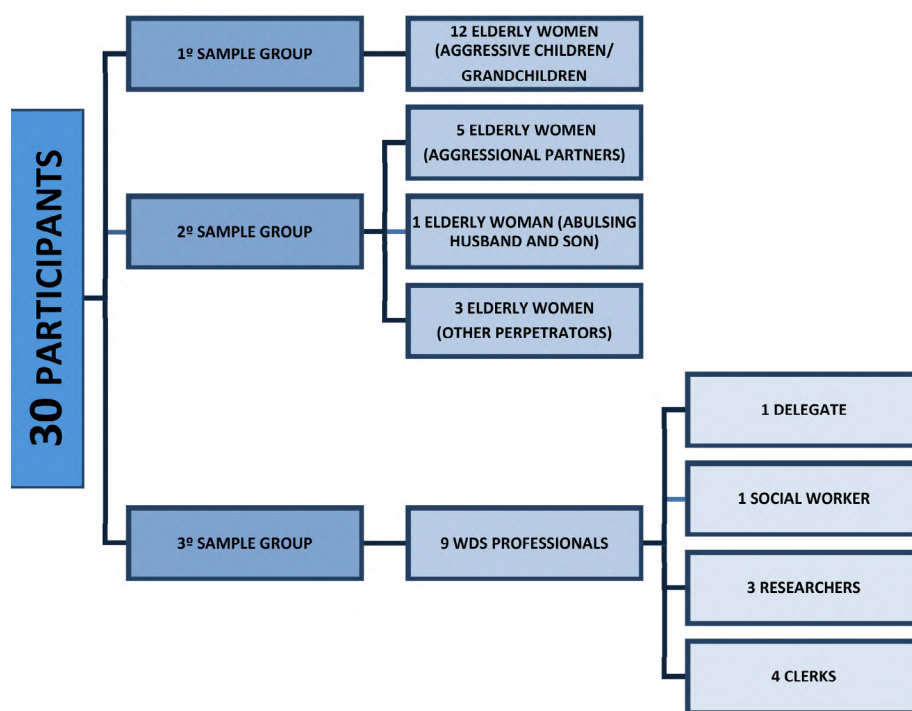 30 PARTICIPANTS
1º SAMPLE GROUP
12 ELDERLY WOMEN
(AGGRESSIVE CHILDREN/
GRANDCHILDREN
2º SAMPLE GROUP
5 ELDERLY WOMEN
(AGGRESSIONAL PARTNERS)
1 ELDERLY WOMAN (ABULSING
HUSBAND AND SON)
3 ELDERLY WOMEN
(OTHER PERPETRATORS)
3º SAMPLE GROUP
9 WDS PROFESSIONALS
1 DELEGATE
1 SOCIAL WORKER
3 RESEARCHERS
4 CLERKS